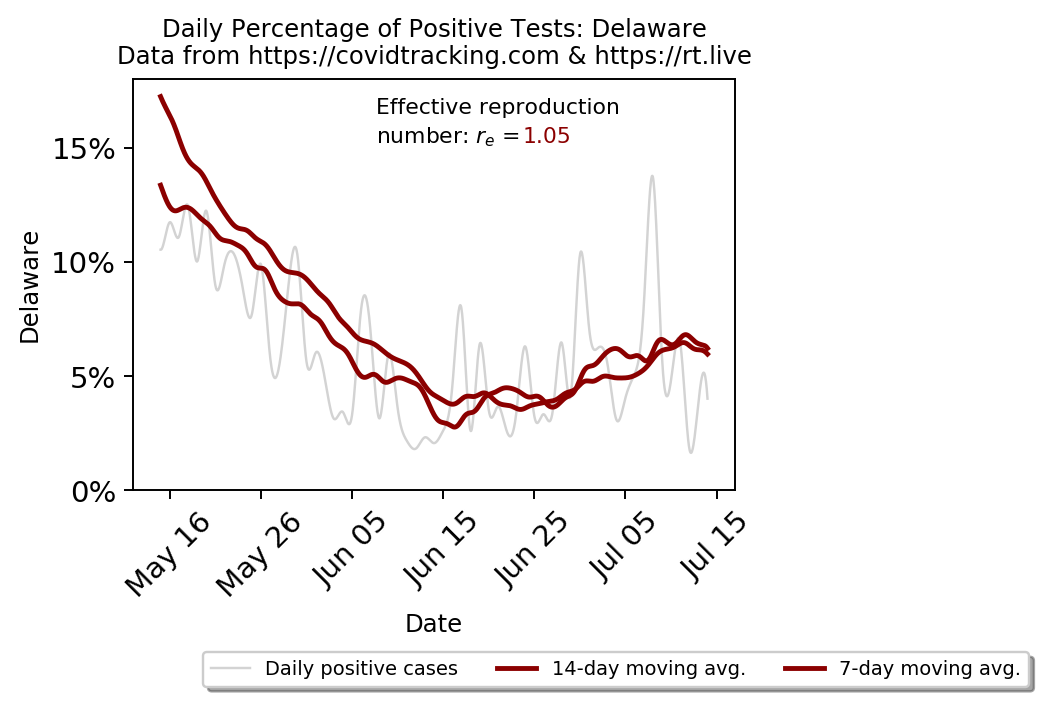 Daily Percentage of Positive Tests: Delaware
Data from https://covidtracking.com & https://rt.live
Effective reproduction
number: rₑ =1.05
15%
10%
5%
0%
Delaware
May 16
May 26
Jun 05
Jun 15
Jun 25
Jul 05
Jul 15
Date
Daily positive cases
14-day moving avg.
7-day moving avg.